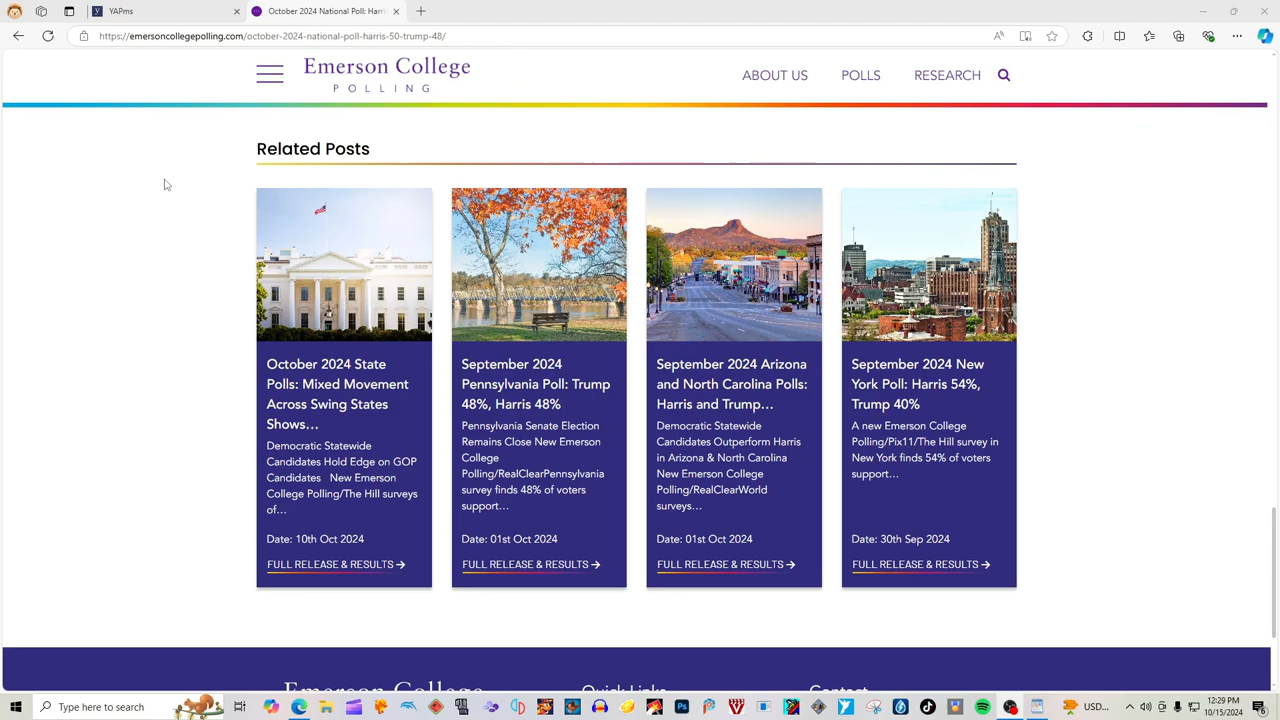 YAPms
October 2024 National Poll: Harri
https://emersoncollegepolling.com/october-2024-national-poll-harris-50-trump-48/
Emerson College
POLLING
ABOUT US
POLLS
RESEARCH
Related Posts
October 2024 State
Polls: Mixed Movement
Across Swing States
Shows…
Democratic Statewide
Candidates Hold Edge on GOP
Candidates New Emerson
College Polling/The Hill surveys
of…
Date: 10th Oct 2024
FULL RELEASE & RESULTS
September 2024
Pennsylvania Poll: Trump
48%, Harris 48%
Pennsylvania Senate Election
Remains Close New Emerson
College
Polling/RealClearPennsylvania
survey finds 48% of voters
support…
Date: 01st Oct 2024
FULL RELEASE & RESULTS
September 2024 Arizona
and North Carolina Polls:
Harris and Trump…
Democratic Statewide
Candidates Outperform Harris
in Arizona & North Carolina
New Emerson College
Polling/RealClearWorld
surveys…
Date: 01st Oct 2024
FULL RELEASE & RESULTS
September 2024 New
York Poll: Harris 54%,
Trump 40%
A new Emerson College
Polling/Pix11/The Hill survey in
New York finds 54% of voters
support…
Date: 30th Sep 2024
FULL RELEASE & RESULTS
Emerson College
Quick Links
Contact
Type here to search
USD...
12:29 PM
10/15/2024